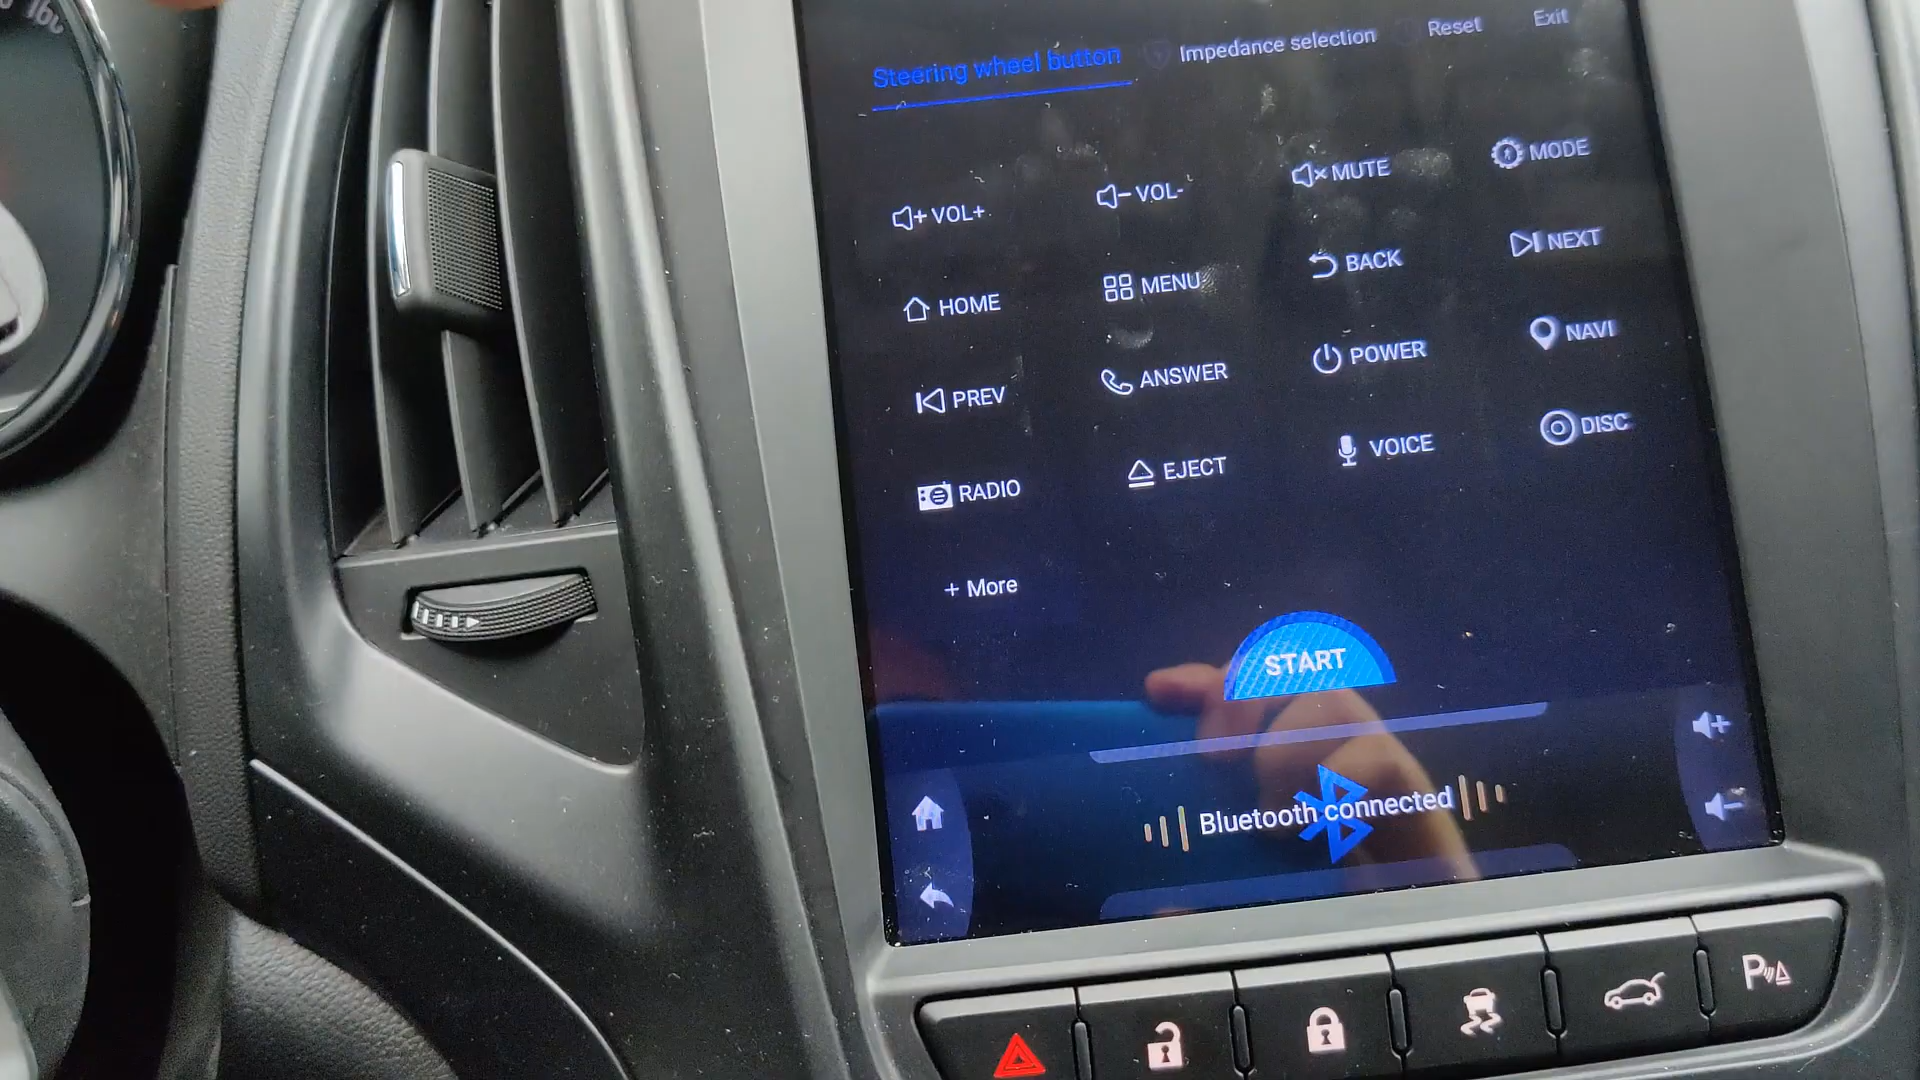 Steering wheel button Impedance selection Reset Exit
VOL+ VOL- MUTE MODE
HOME MENU BACK NEXT
PREV ANSWER POWER NAVI
RADIO EJECT VOICE DISC
+ More
START
Bluetooth connected
P